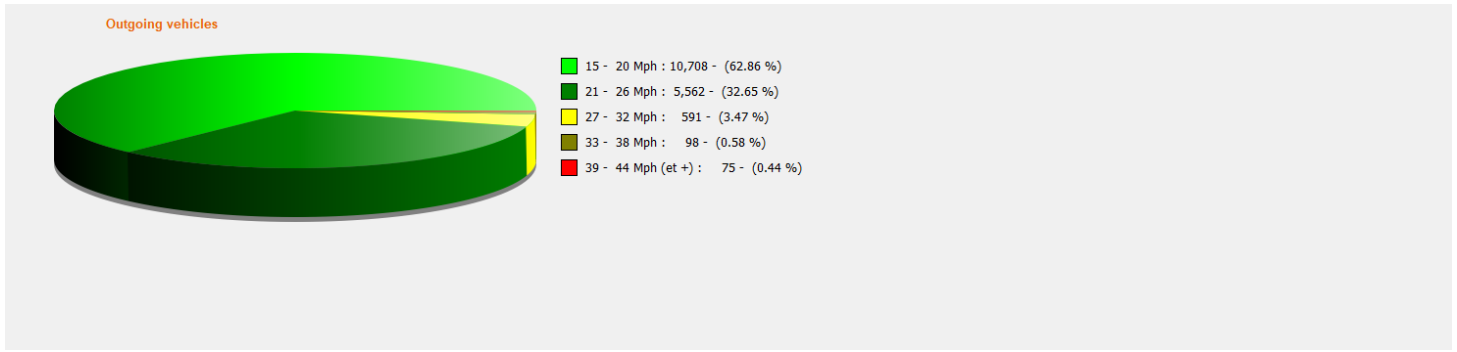 Outgoing vehicles
15 - 20 Mph : 10,708 - (62.86 %)
21 - 26 Mph : 5,562 - (32.65 %)
27 - 32 Mph : 591 - (3.47 %)
33 - 38 Mph : 98 - (0.58 %)
39 - 44 Mph (et +) : 75 - (0.44 %)